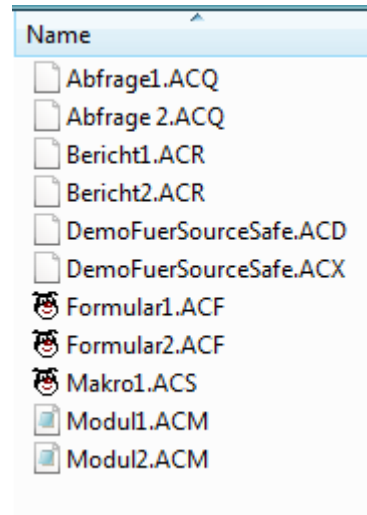 Name
Abfrage1.ACQ
Abfrage 2.ACQ
Bericht1.ACR
Bericht2.ACR
DemoFuerSourceSafe.ACD
DemoFuerSourceSafe.ACX
Formular1.ACF
Formular2.ACF
Makro1.ACS
Modul1.ACM
Modul2.ACM